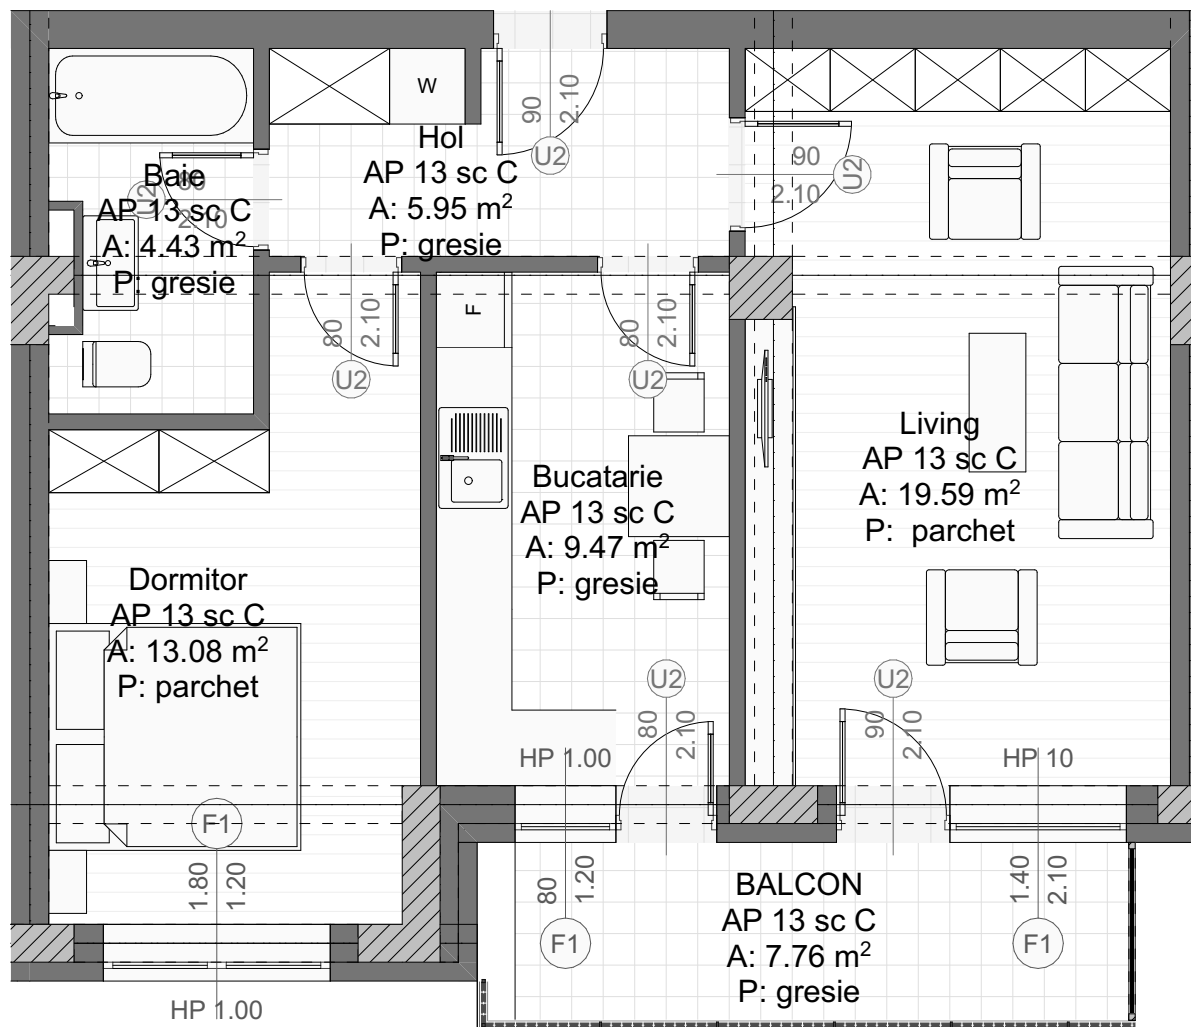 W
90
2.10
U2
Hol
AP 13 sc C
A: 5.95 m²
P: gresie
90
2.10
U2
Baie
AP 13 sc C
A: 4.43 m²
P: gresie
80
2.10
U2
80
2.10
U2
F
80
2.10
U2
Living
AP 13 sc C
A: 19.59 m²
P: parchet
Bucatarie
AP 13 sc C
A: 9.47 m²
P: gresie
Dormitor
AP 13 sc C
A: 13.08 m²
P: parchet
U2
80
2.10
U2
90
2.10
HP 1.00
HP 10
F1
1.80
1.20
HP 1.00
80
1.20
F1
BALCON
AP 13 sc C
A: 7.76 m²
P: gresie
1.40
2.10
F1